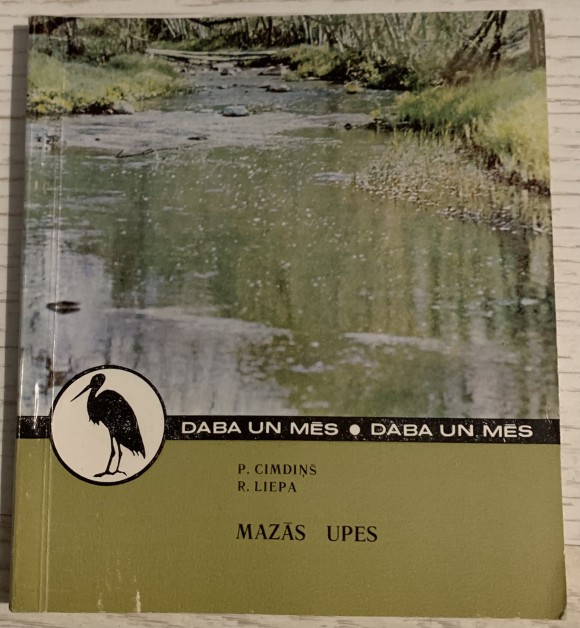 DABA UN MĒS ● DABA UN MĒS
P. CIMDIŅŠ
R. LIEPA
MAZĀS UPES